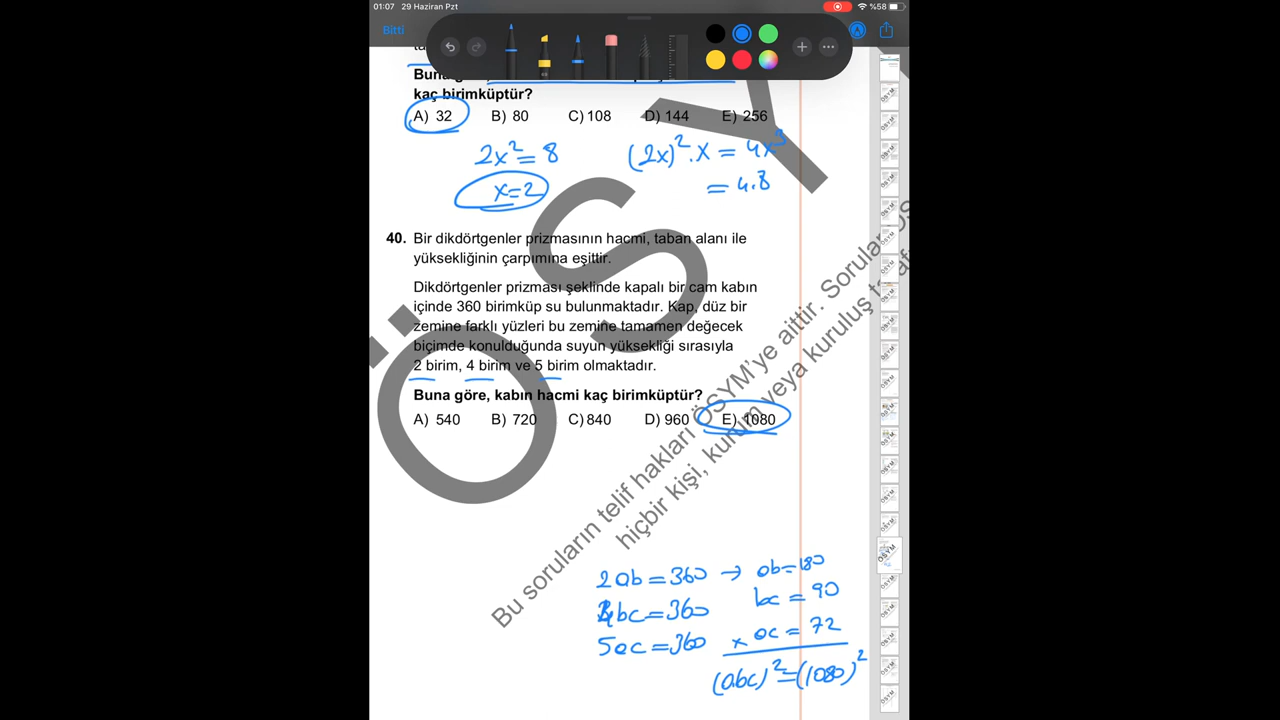 01:07 29 Haziran Pzt %58
Bitti
kaç birimküptür?
A) 32 B) 80 C) 108 D) 144 E) 256
2x² = 8 (2x)².x = 4x³
x=2 = 4.8
40. Bir dikdörtgenler prizmasının hacmi, taban alanı ile
yüksekliğinin çarpımına eşittir.
Dikdörtgenler prizması şeklinde kapalı bir cam kabın
içinde 360 birimküp su bulunmaktadır. Kap, düz bir
zemine farklı yüzleri bu zemine tamamen değecek
biçimde konulduğunda suyun yüksekliği sırasıyla
2 birim, 4 birim ve 5 birim olmaktadır.
Buna göre, kabın hacmi kaç birimküptür?
A) 540 B) 720 C) 840 D) 960 E) 1080
2ab = 360 → ab = 180
4bc = 360 bc = 90
5ac = 360 x ac = 72
(abc)² = (1080)²
ÖSY
Bu soruların telif hakları ÖSYM'ye aittir. Sorular
hiçbir kişi, kurum veya kuruluş